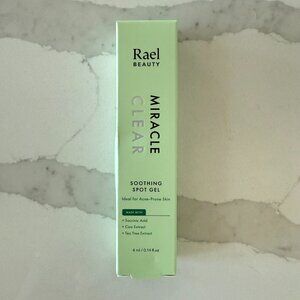 Rael
BEAUTY
MIRACLE
CLEAR
SOOTHING
SPOT GEL
Ideal For Acne-Prone Skin
MADE WITH
• Succinic Acid
• Cica Extract
• Tea Tree Extract
4 ml / 0.14 fl.oz